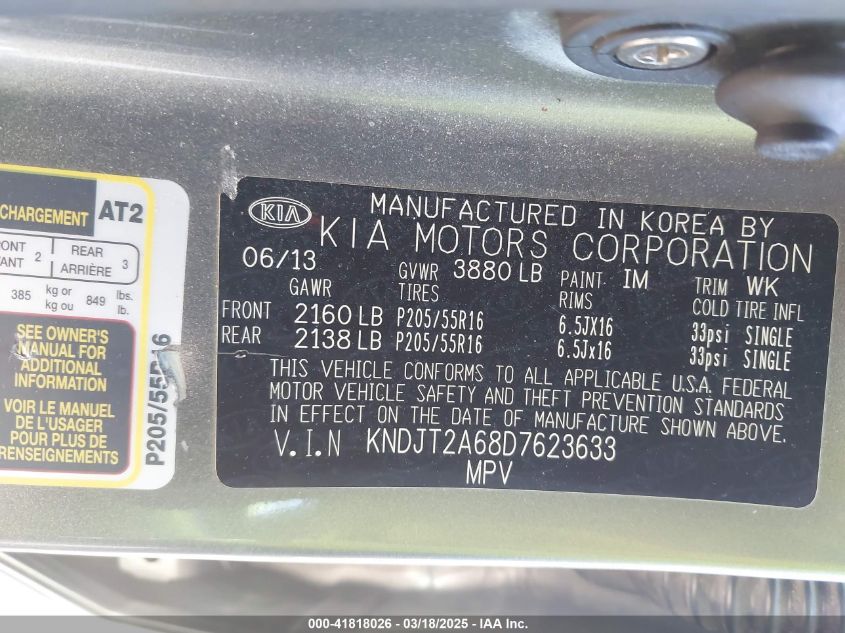 CHARGEMENT AT2
2 REAR 3
ARRIÈRE
385 kg or 849 lbs.
kg ou lb.
SEE OWNER'S
MANUAL FOR
ADDITIONAL
INFORMATION
VOIR LE MANUEL
DE L'USAGER
POUR PLUS DE
RENSEIGNEMENTS
P205/55R16
KIA
MANUFACTURED IN KOREA BY
KIA MOTORS CORPORATION
06/13 GVWR 3880 LB PAINT IM TRIM WK
GAWR TIRES RIMS COLD TIRE INFL
FRONT 2160 LB P205/55R16 6.5JX16 33psi SINGLE
REAR 2138 LB P205/55R16 6.5Jx16 33psi SINGLE
THIS VEHICLE CONFORMS TO ALL APPLICABLE U.S.A. FEDERAL
MOTOR VEHICLE SAFETY AND THEFT PREVENTION STANDARDS
IN EFFECT ON THE DATE OF MANUFACTURE SHOWN ABOVE.
V.I.N KNDJT2A68D7623633
MPV
000-41818026 - 03/18/2025 - IMPACT - U.S.